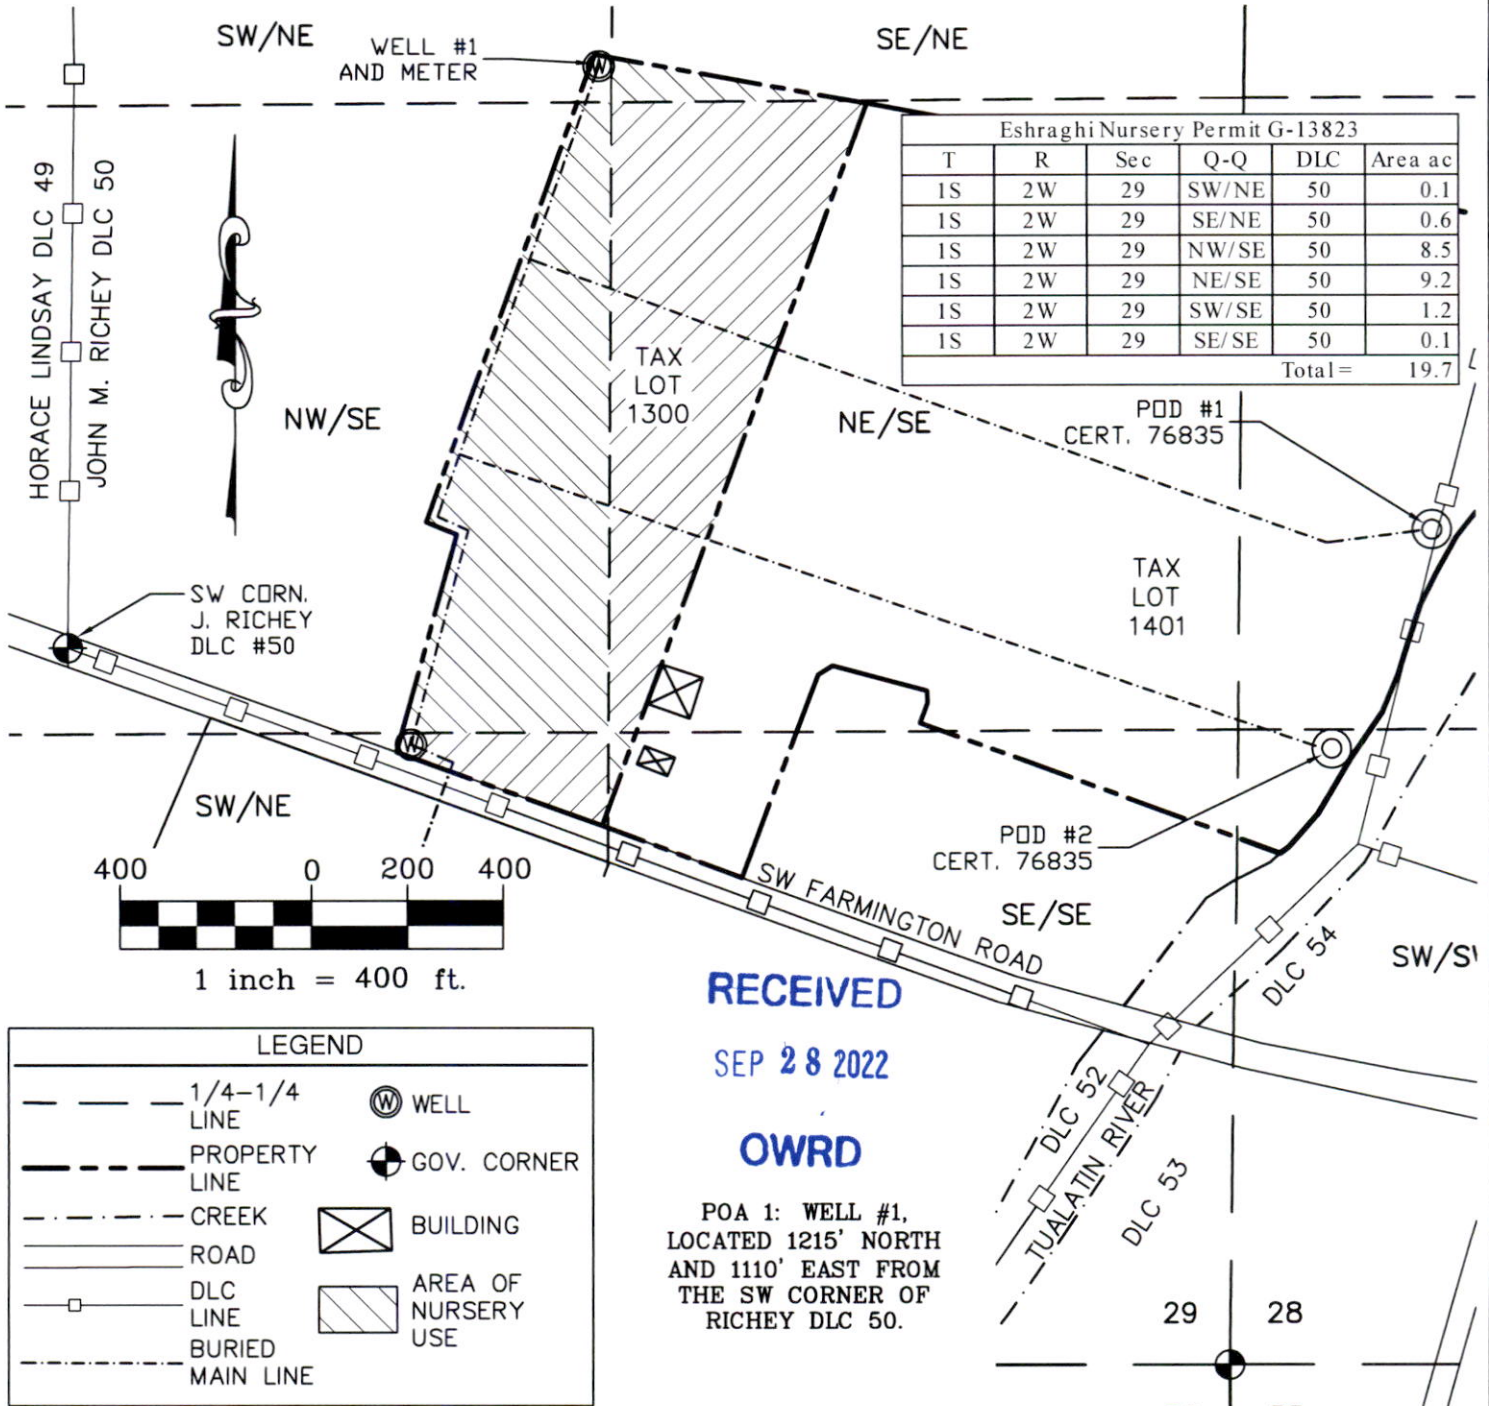 SW/NE
WELL #1
AND METER
SE/NE
HORACE LINDSAY DLC 49
JOHN M. RICHEY DLC 50
Eshraghi Nursery Permit G-13823
T R Sec Q-Q DLC Area ac
1S 2W 29 SW/NE 50 0.1
1S 2W 29 SE/NE 50 0.6
1S 2W 29 NW/SE 50 8.5
1S 2W 29 NE/SE 50 9.2
1S 2W 29 SW/SE 50 1.2
1S 2W 29 SE/SE 50 0.1
Total= 19.7
W
TAX
LOT
1300
NW/SE
NE/SE
POD #1
CERT. 76835
SW CORN.
J. RICHEY
DLC #50
TAX
LOT
1401
W
SW/NE
POD #2
CERT. 76835
400 0 200 400
1 inch = 400 ft.
SW FARMINGTON ROAD
SE/SE
DLC 54
RECEIVED
SEP 28 2022
OWRD
POA 1: WELL #1,
LOCATED 1215' NORTH
AND 1110' EAST FROM
THE SW CORNER OF
RICHEY DLC 50.
DLC 52
TUALATIN RIVER
DLC 53
29 28
LEGEND
1/4-1/4
LINE
PROPERTY
LINE
CREEK
ROAD
DLC
LINE
BURIED
MAIN LINE
W WELL
GOV. CORNER
BUILDING
AREA OF
NURSERY
USE